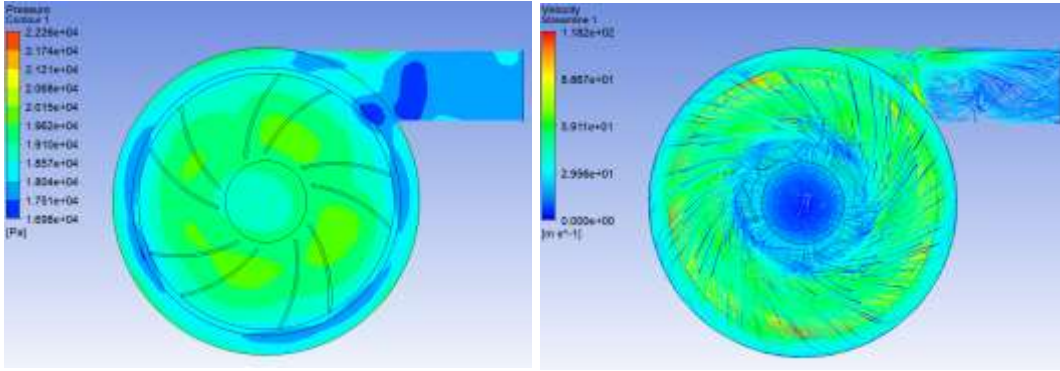 Pressure
Contour 1
2.226e+04
2.174e+04
2.121e+04
2.068e+04
2.015e+04
1.962e+04
1.910e+04
1.857e+04
1.804e+04
1.751e+04
1.698e+04
[Pa]
Velocity
Streamline 1
1.182e+02
8.867e+01
5.911e+01
2.956e+01
0.000e+00
[m s^-1]